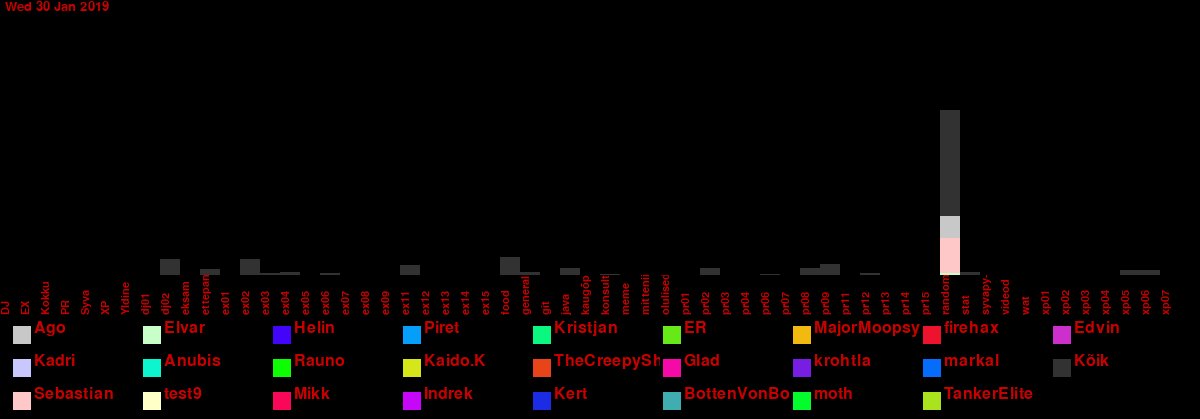 Wed 30 Jan 2019
DJ
EX
Kokku
PR
Syva
XP
Yldine
dj01
dj02
eksam
ettepan
ex01
ex02
ex03
ex04
ex05
ex06
ex07
ex08
ex09
ex11
ex12
ex13
ex14
ex15
food
general
git
java
kaugõp
konsult
meme
mittenii
olulised
pr01
pr02
pr03
pr04
pr06
pr07
pr08
pr09
pr11
pr12
pr13
pr14
pr15
random
stat
syvapy-
videod
wat
xp01
xp02
xp03
xp04
xp05
xp06
xp07
Ago Elvar Helin Piret Kristjan ER MajorMoopsy firehax Edvin
Kadri Anubis Rauno Kaido.K TheCreepySh Glad krohtla markal Kõik
Sebastian test9 Mikk Indrek Kert BottenVonBo moth TankerElite